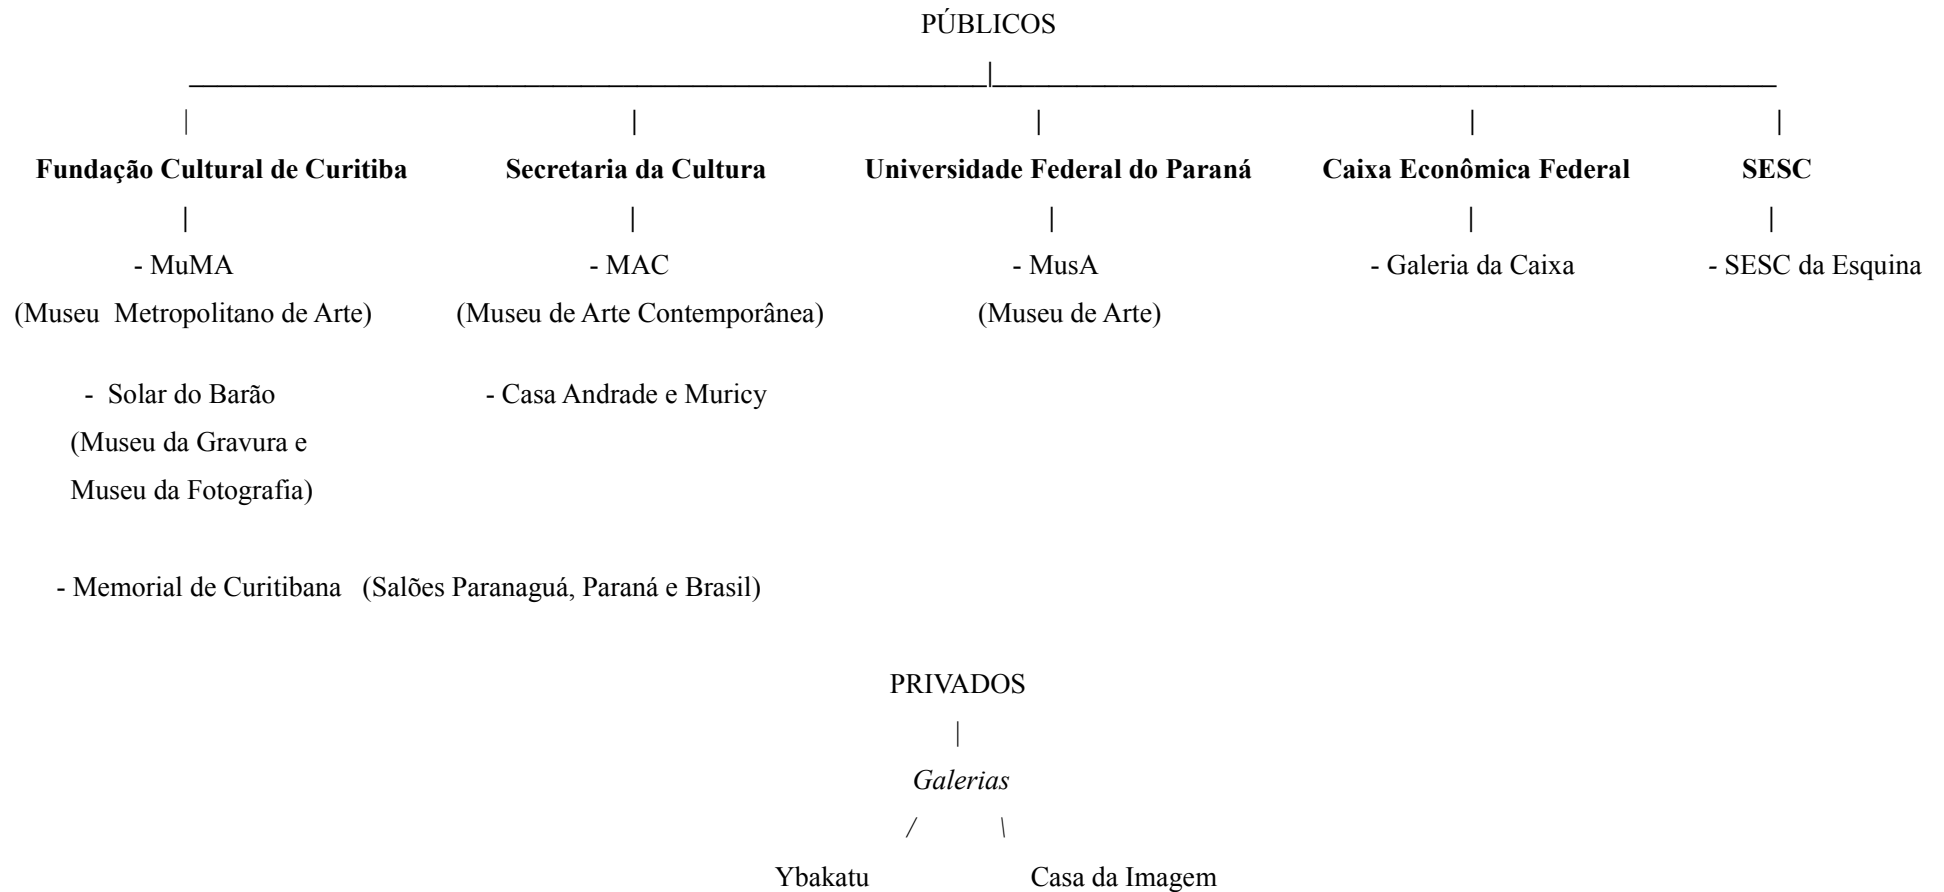 PÚBLICOS
Fundação Cultural de Curitiba Secretaria da Cultura Universidade Federal do Paraná Caixa Econômica Federal SESC
- MuMA - MAC - MusA - Galeria da Caixa - SESC da Esquina
(Museu Metropolitano de Arte) (Museu de Arte Contemporânea) (Museu de Arte)
- Solar do Barão - Casa Andrade e Muricy
(Museu da Gravura e
Museu da Fotografia)
- Memorial de Curitibana (Salões Paranaguá, Paraná e Brasil)
PRIVADOS
Galerias
Ybakatu Casa da Imagem